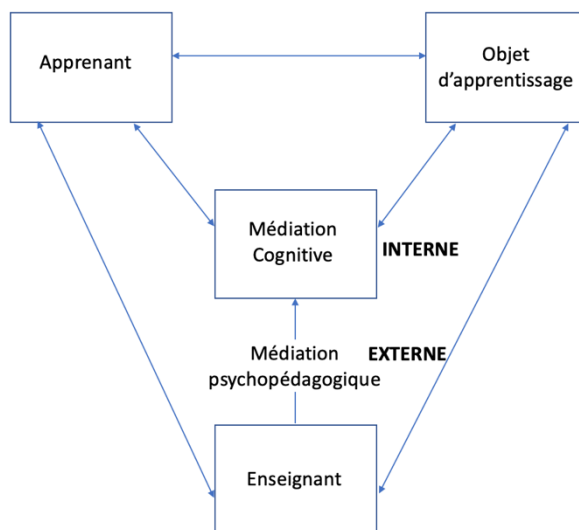 Apprenant
Objet
d'apprentissage
Médiation
Cognitive
INTERNE
Médiation
psychopédagogique
EXTERNE
Enseignant